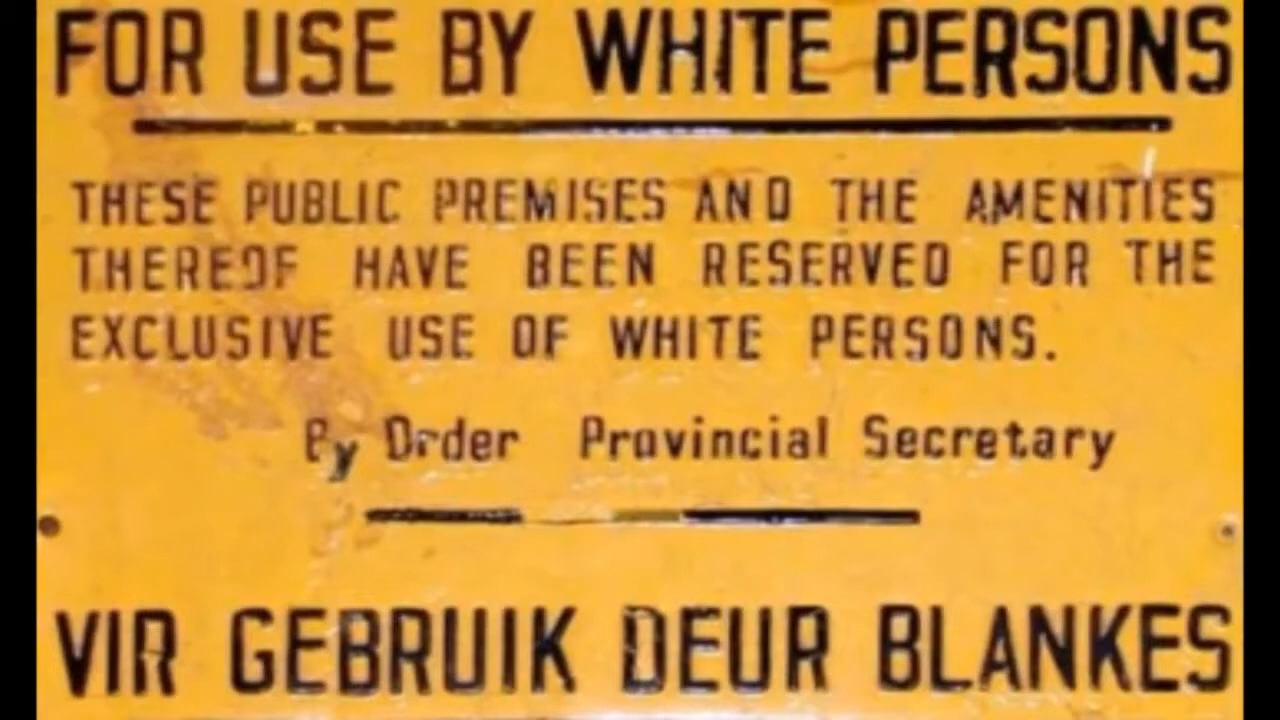 FOR USE BY WHITE PERSONS
THESE PUBLIC PREMISES AND THE AMENITIES
THEREOF HAVE BEEN RESERVED FOR THE
EXCLUSIVE USE OF WHITE PERSONS.
By Order Provincial Secretary
VIR GEBRUIK DEUR BLANKES